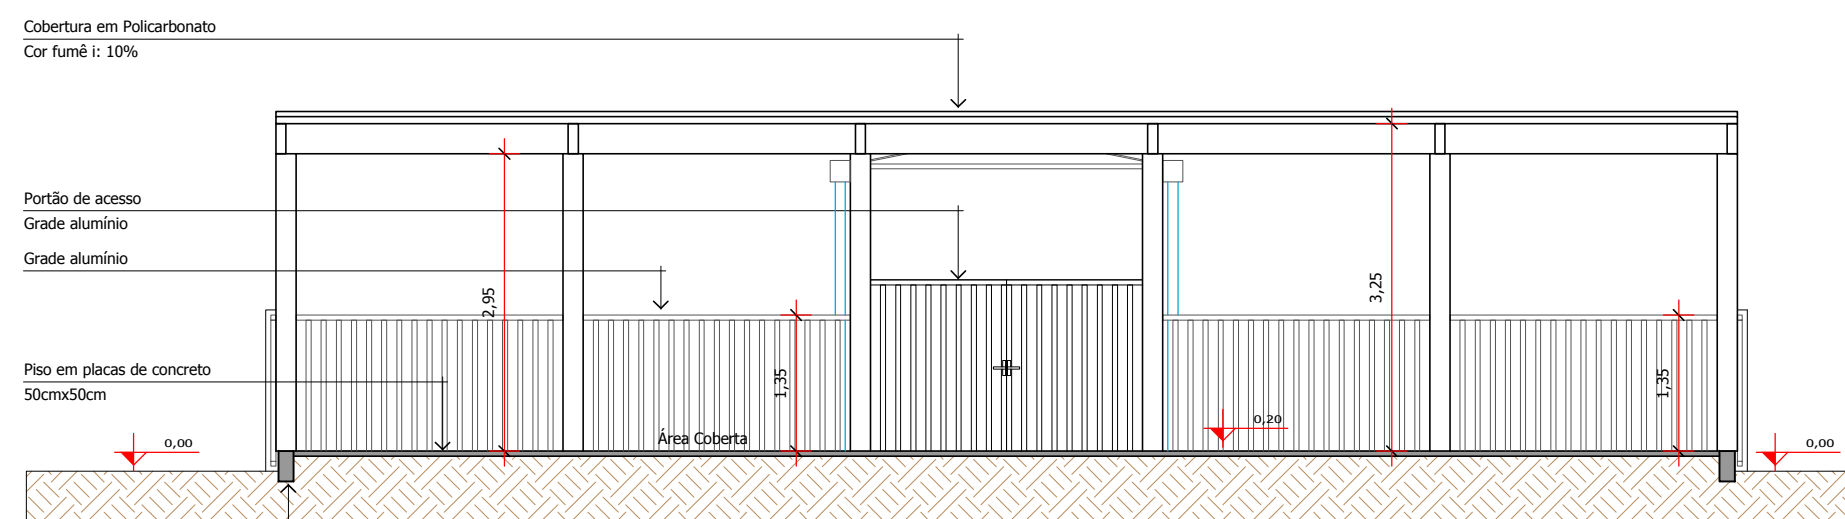 Cobertura em Policarbonato
Cor fumê i: 10%
Portão de acesso
Grade alumínio
Grade alumínio
2,95
3,25
1,35
1,35
Piso em placas de concreto
50cmx50cm
0,00
Área Coberta
0,20
0,00